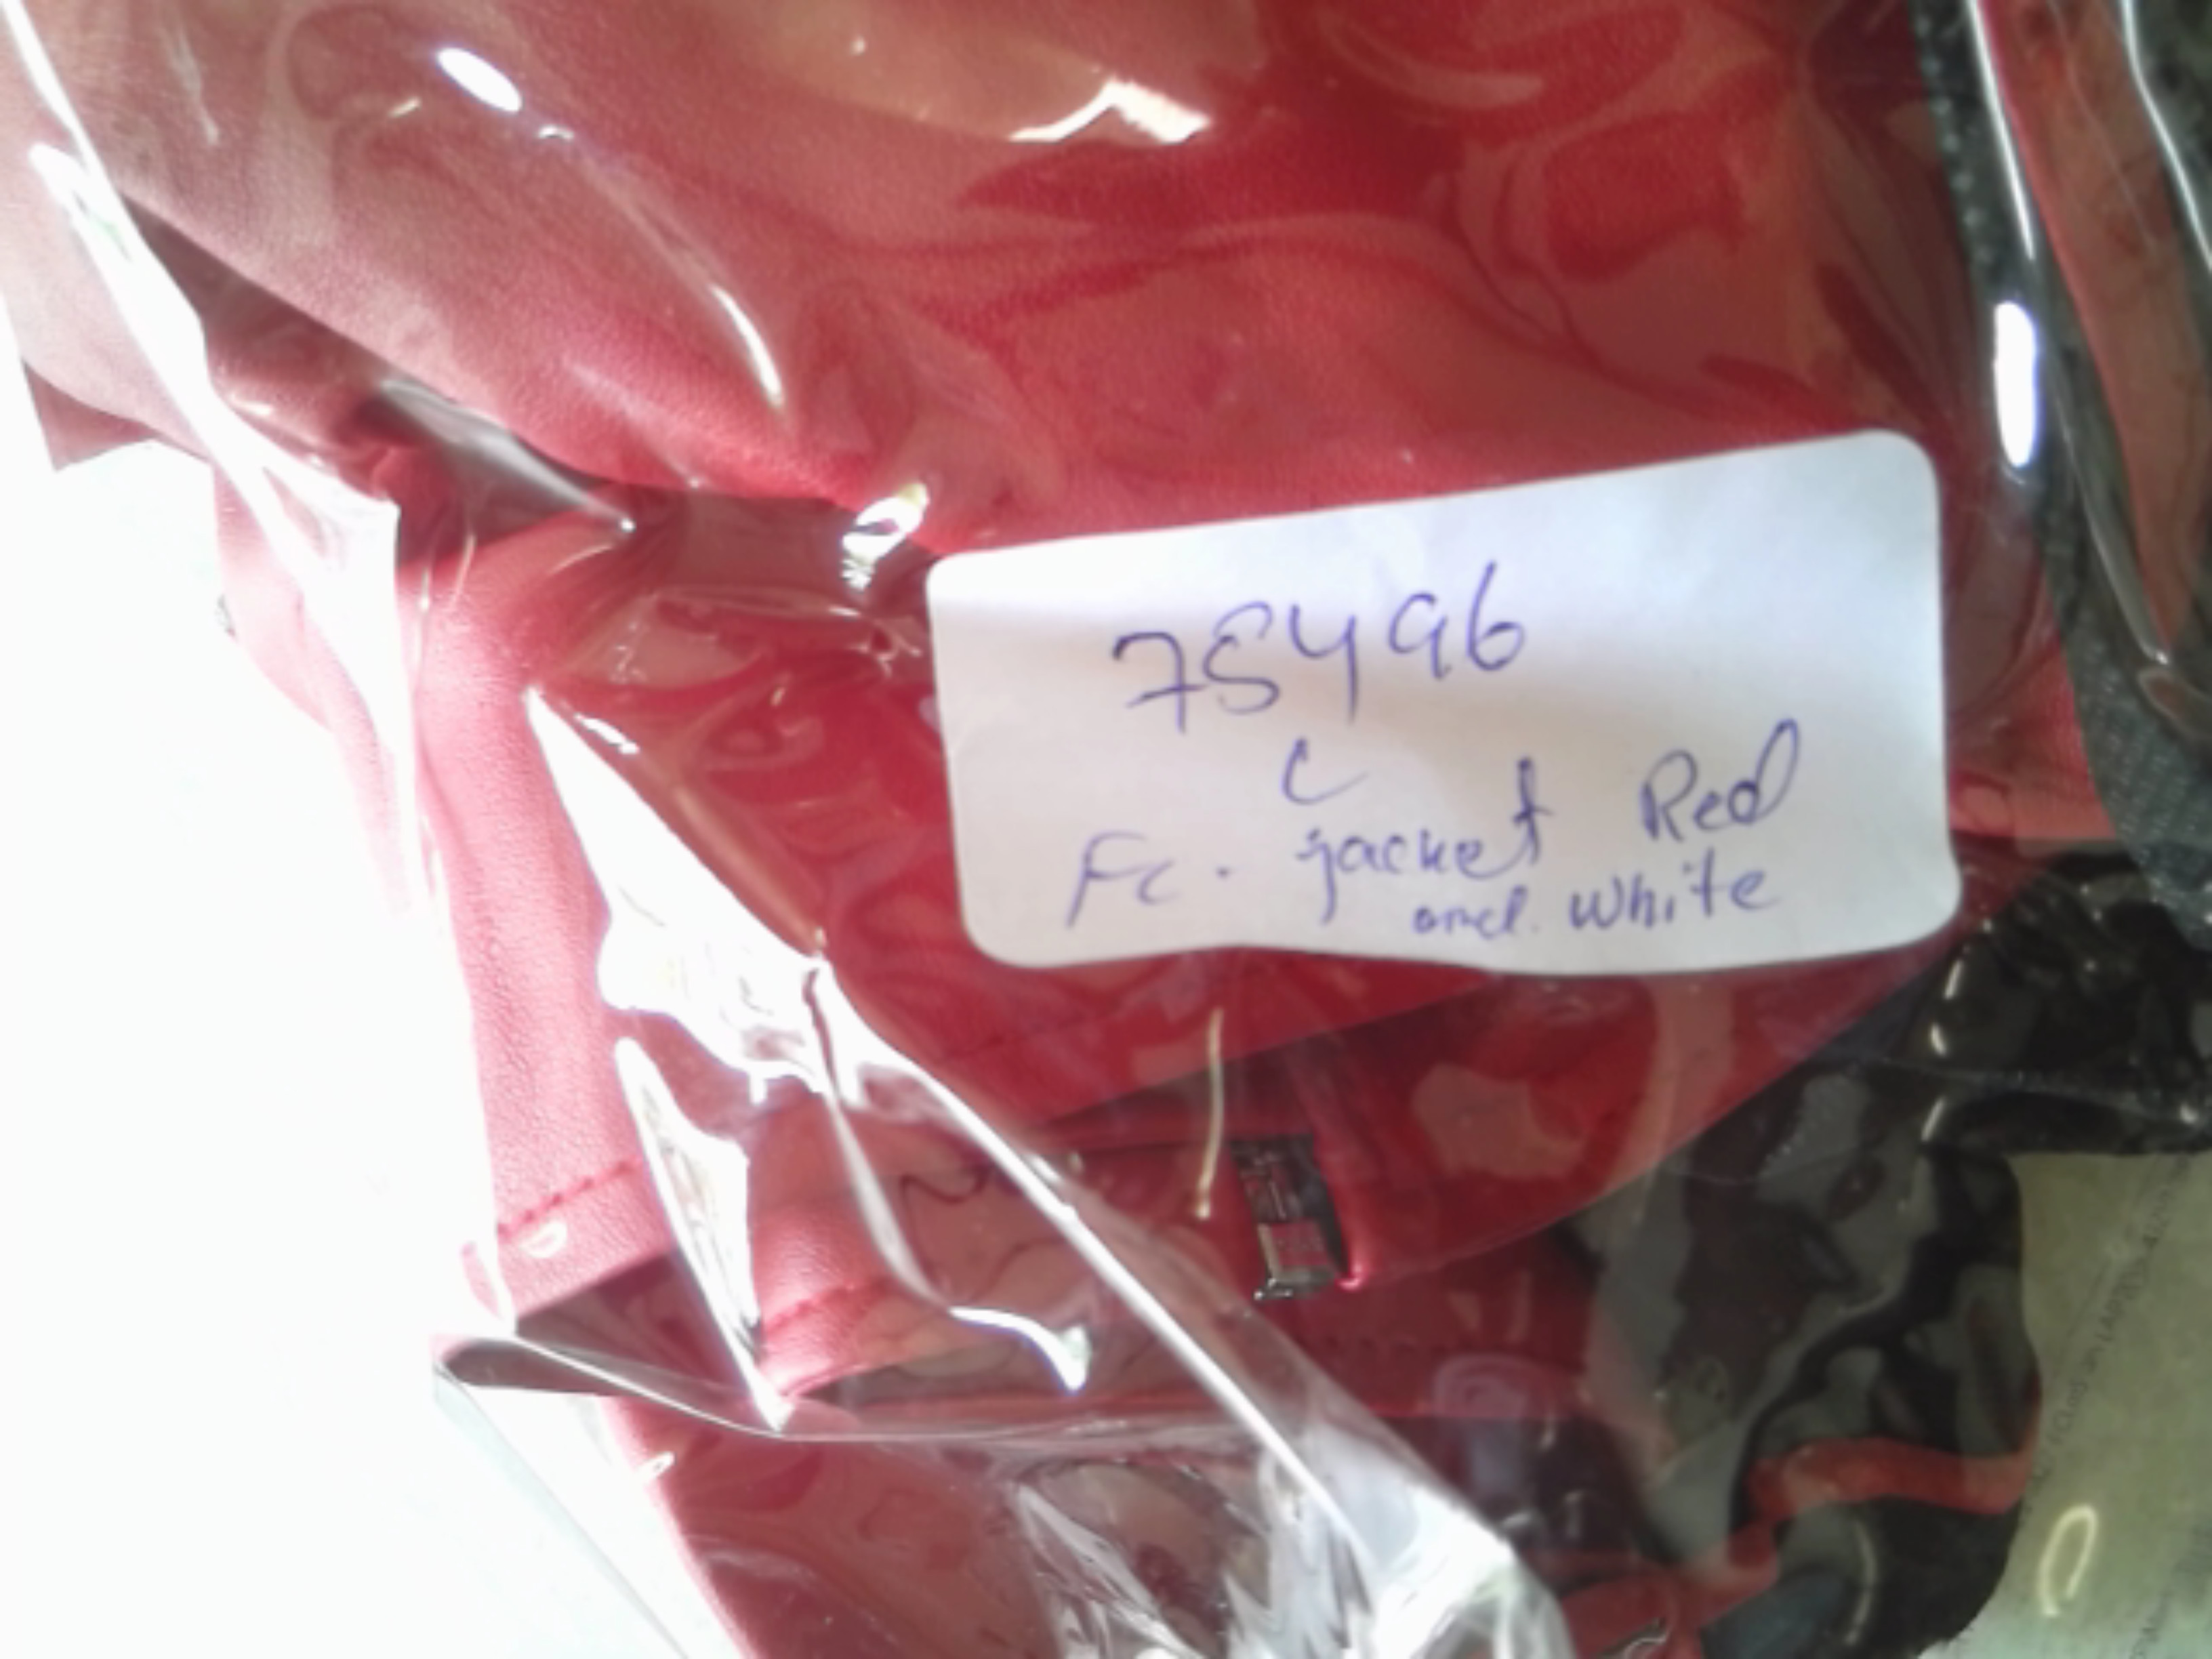 75496
L
Fc. jacket Red
and. white